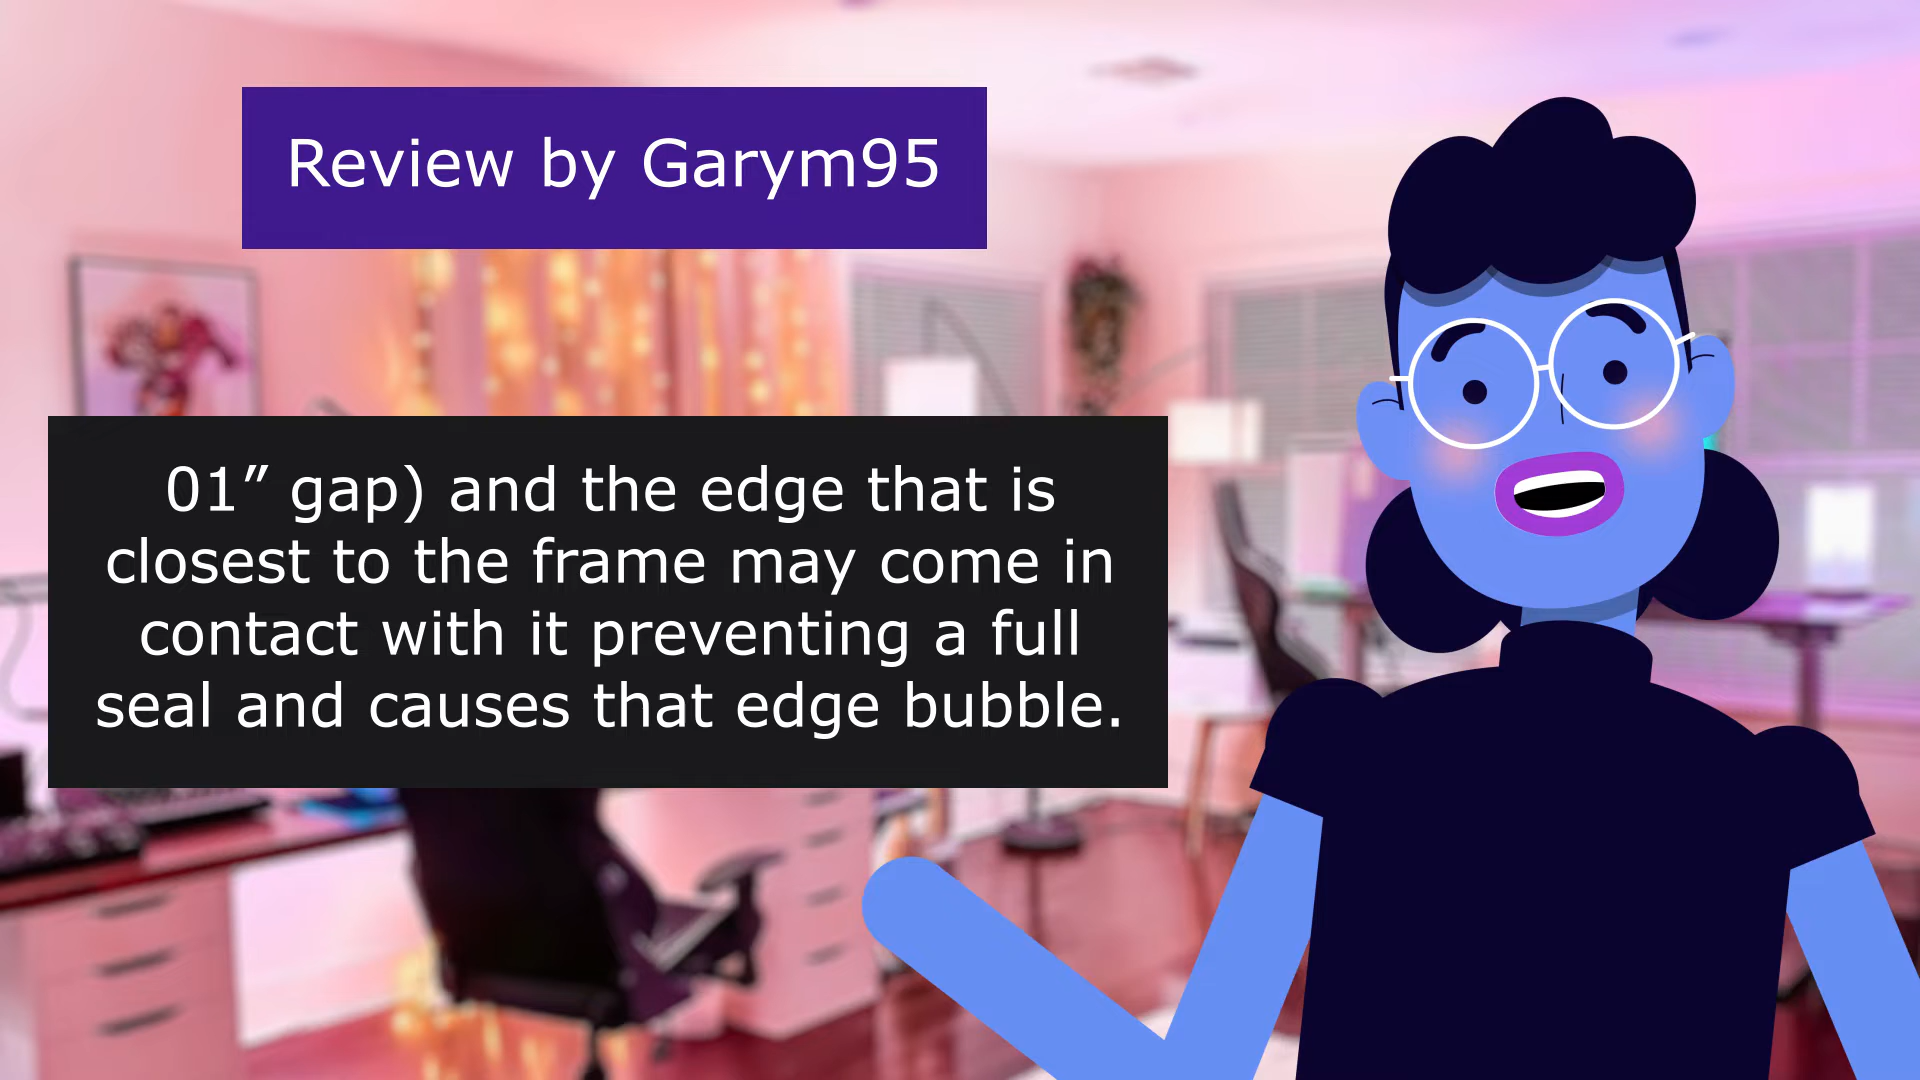 Review by Garym95
01” gap) and the edge that is
closest to the frame may come in
contact with it preventing a full
seal and causes that edge bubble.